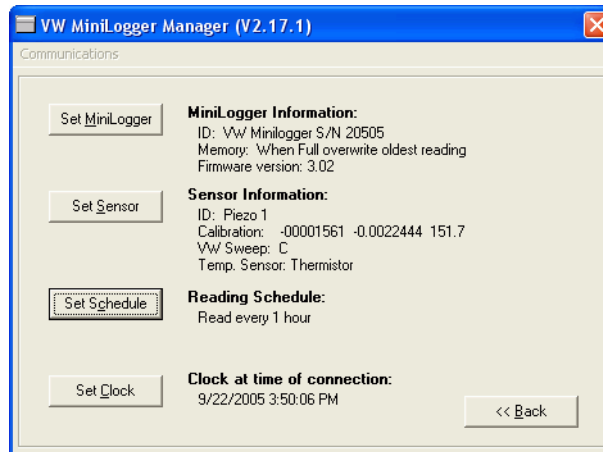 VW MiniLogger Manager (V2.17.1)
Communications
Set MiniLogger
MiniLogger Information:
ID: VW Minilogger S/N 20505
Memory: When Full overwrite oldest reading
Firmware version: 3.02
Set Sensor
Sensor Information:
ID: Piezo 1
Calibration: -00001561 -0.0022444 151.7
VW Sweep: C
Temp. Sensor: Thermistor
Set Schedule
Reading Schedule:
Read every 1 hour
Set Clock
Clock at time of connection:
9/22/2005 3:50:06 PM
<< Back